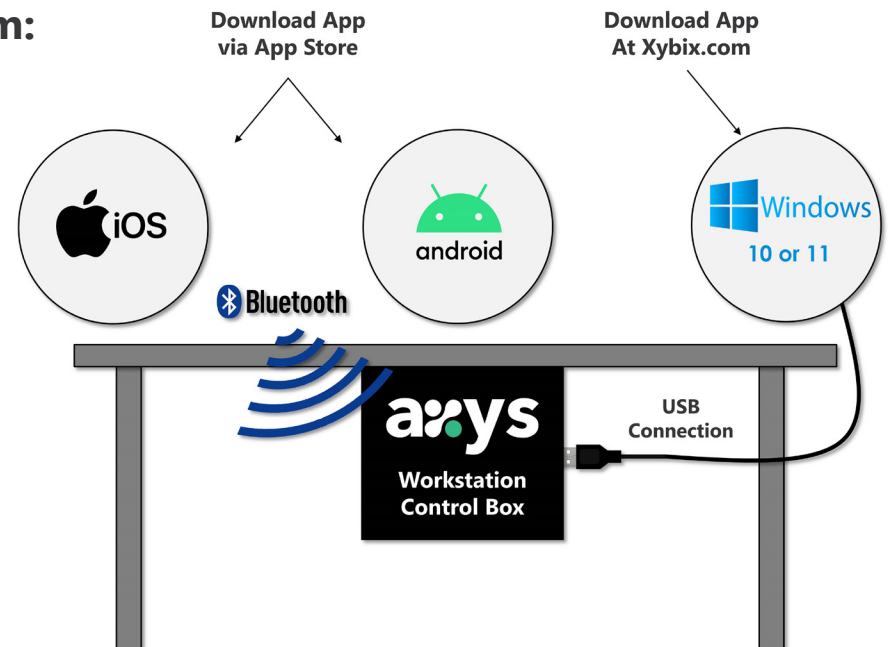 m:
Download App
via App Store
Download App
At Xybix.com
iOS
android
Windows
10 or 11
Bluetooth
axys
Workstation
Control Box
USB
Connection